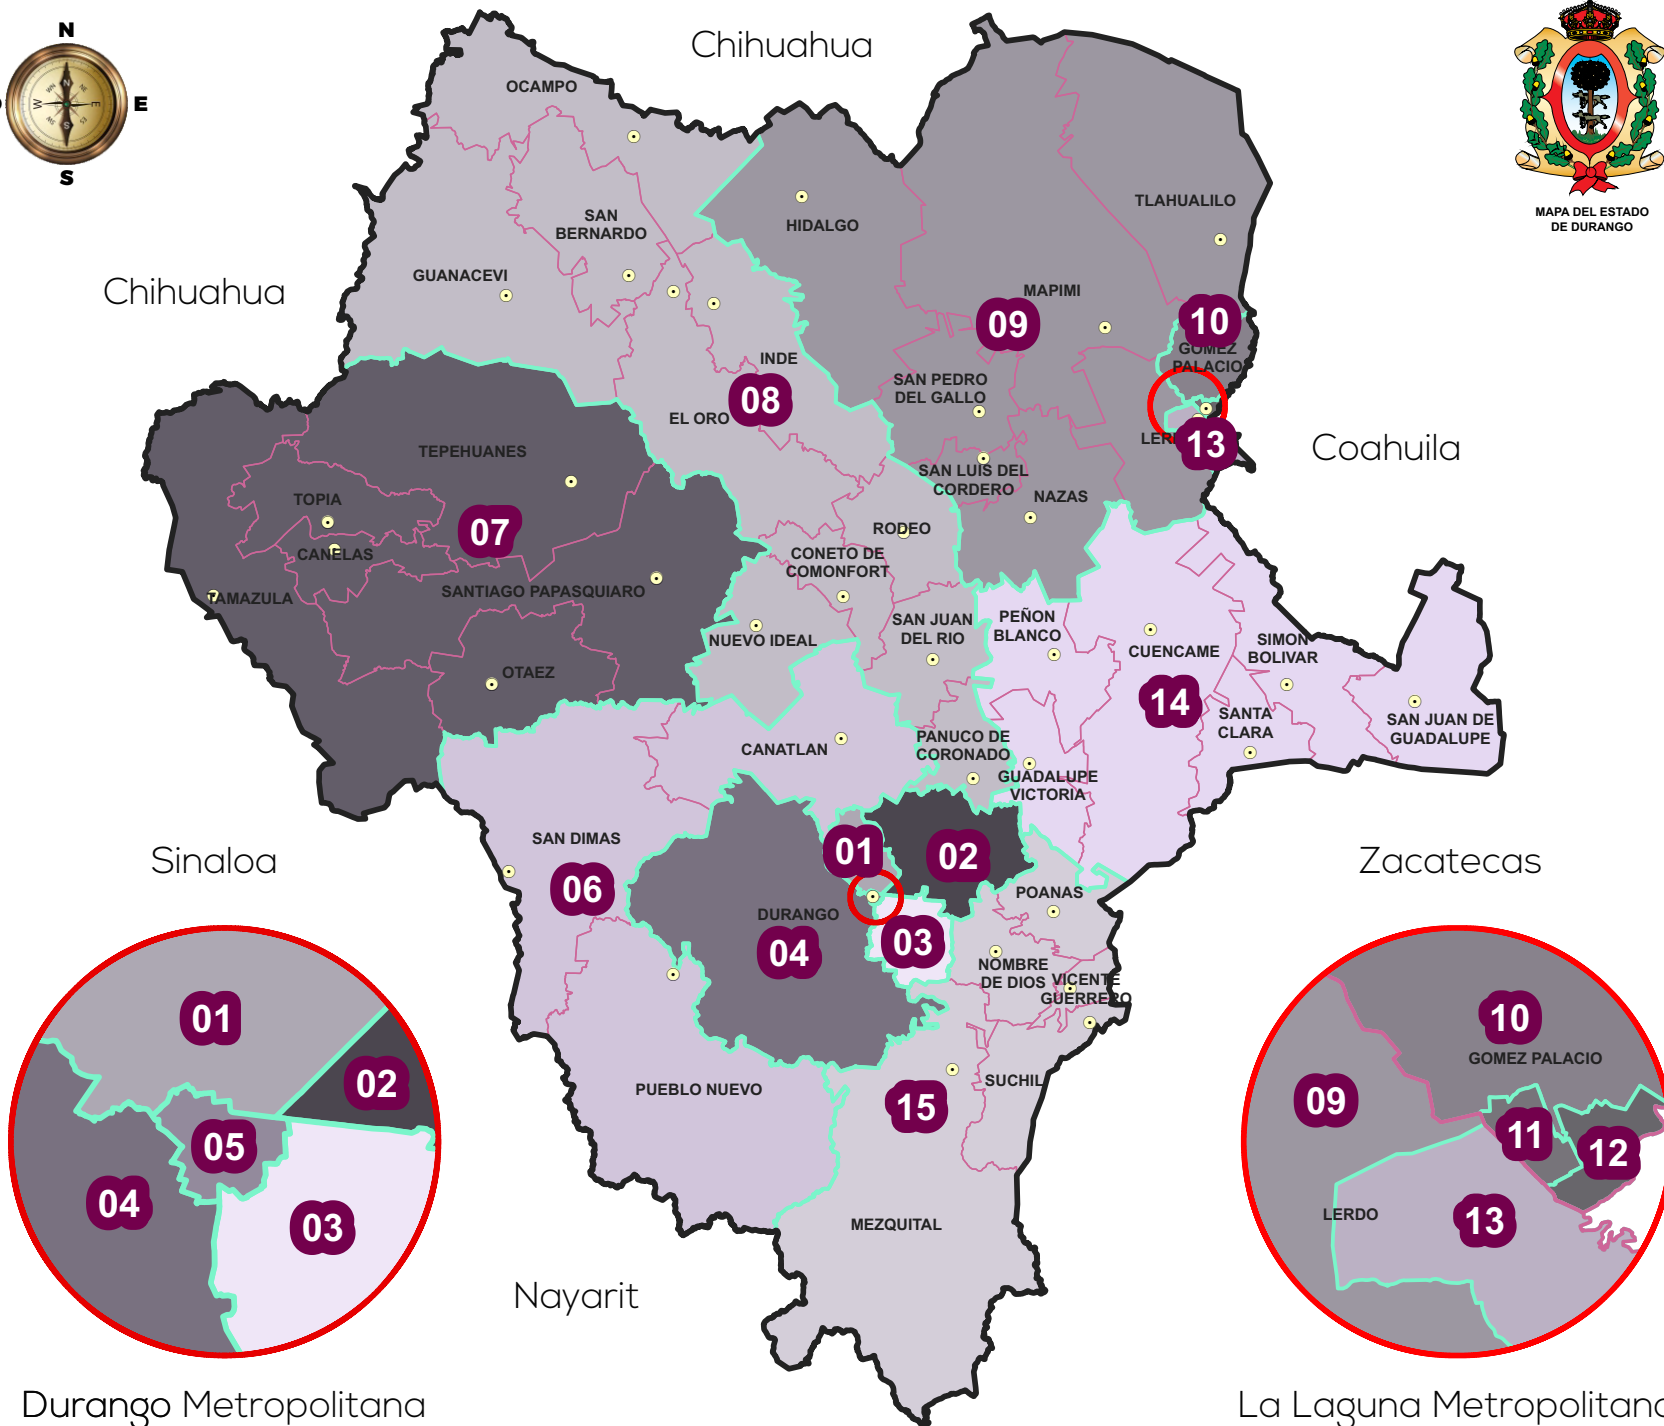 N
E
S
Chihuahua
MAPA DEL ESTADO
DE DURANGO
OCAMPO
TLAHUALILO
HIDALGO
SAN
BERNARDO
GUANACEVI
Chihuahua
MAPIMI
09
10
GOMEZ
PALACIO
INDE
08
EL ORO
SAN PEDRO
DEL GALLO
13
Coahuila
TEPEHUANES
SAN LUIS DEL
CORDERO
NAZAS
TOPIA
07
RODEO
CANELAS
CONETO DE
COMONFORT
SANTIAGO PAPASQUIARO
TAMAZULA
SAN JUAN
DEL RIO
PEÑON
BLANCO
NUEVO IDEAL
CUENCAME
SIMON
BOLIVAR
OTAEZ
14
SANTA
CLARA
SAN JUAN DE
GUADALUPE
CANATLAN
PANUCO DE
CORONADO
GUADALUPE
VICTORIA
SAN DIMAS
01
02
Sinaloa
Zacatecas
06
POANAS
DURANGO
04
03
NOMBRE
DE DIOS
VICENTE
GUERRERO
SUCHIL
PUEBLO NUEVO
15
MEZQUITAL
Nayarit
01
02
05
04
03
Durango Metropolitana
10
GOMEZ PALACIO
09
11
12
LERDO
13
La Laguna Metropolitana